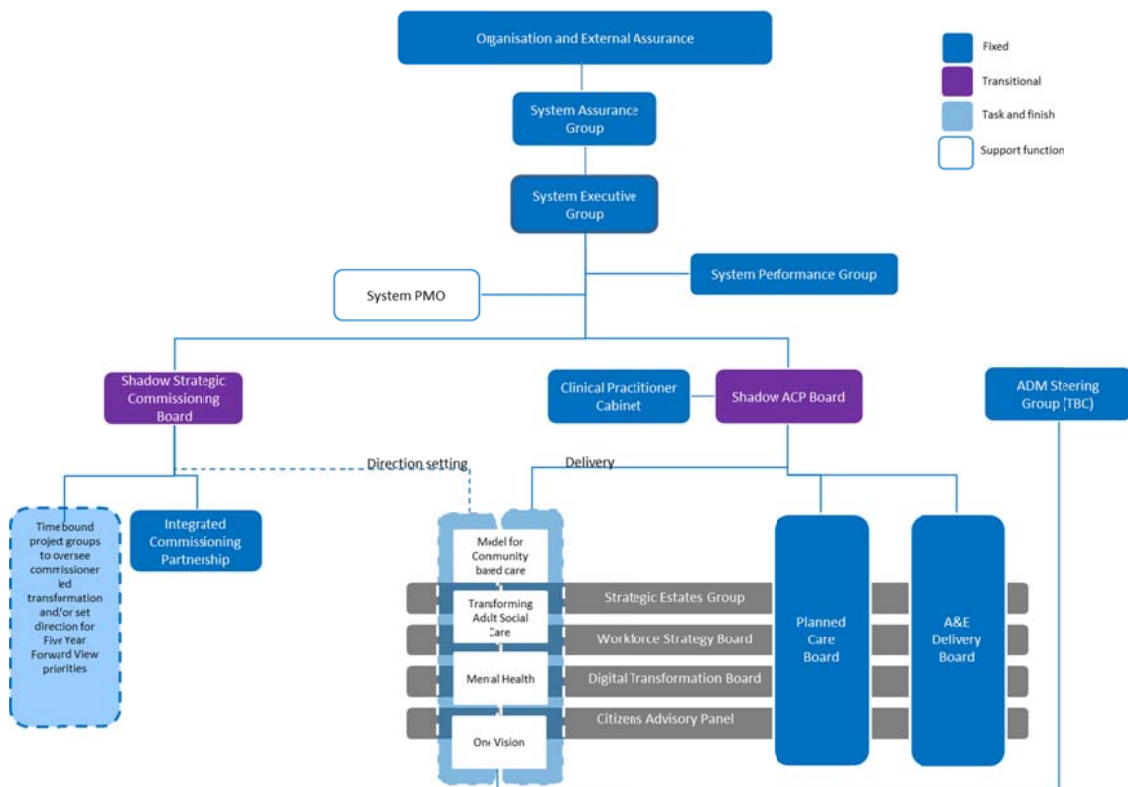 Organisation and External Assurance
Fixed
Transitional
Task and finish
Support function
System Assurance
Group
System Executive
Group
System Performance Group
System PMO
Shadow Strategic
Commissioning
Board
Clinical Practitioner
Cabinet
Shadow ACP Board
ADM Steering
Group (TBC)
Direction setting
Delivery
Timebound
project groups
to oversee
commissioner
led
transformation
and/or set
direction for
Five Year
Forward View
priorities
Integrated
Commissioning
Partnership
Model for
Community
based care
Transforming
Adult Social
Care
Mental Health
One Vision
Strategic Estates Group
Workforce Strategy Board
Digital Transformation Board
Citizens Advisory Panel
Planned
Care
Board
A&E
Delivery
Board